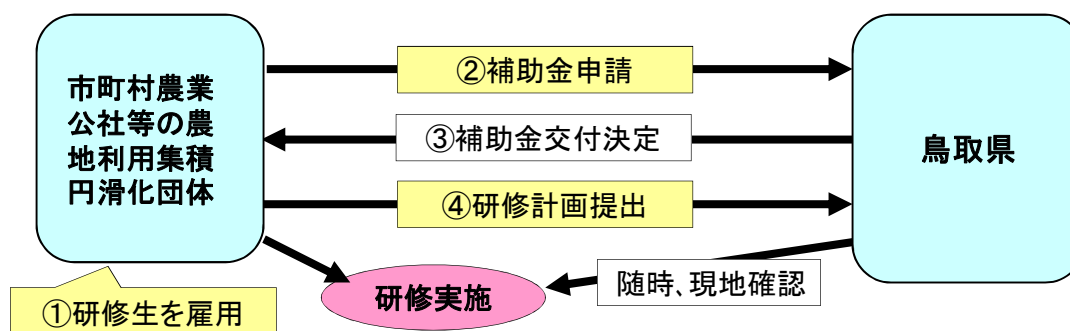 市町村農業
公社等の農
地利用集積
円滑化団体
②補助金申請
③補助金交付決定
④研修計画提出
鳥取県
随時、現地確認
研修実施
①研修生を雇用